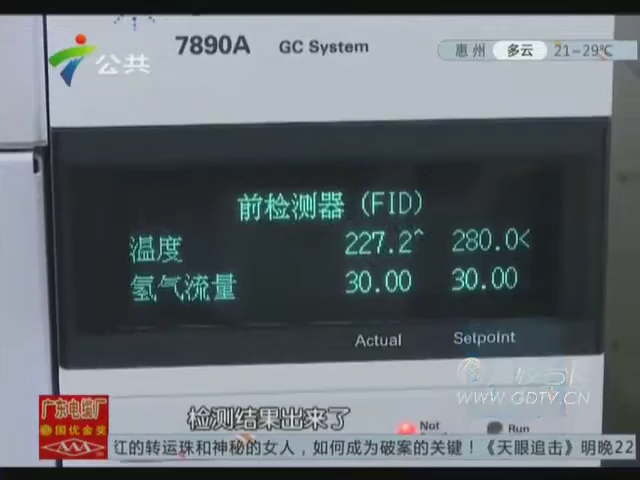 7890A GC System
公共
惠州 多云 21~29℃
前检测器 (FID)
温度 227.2^ 280.0<
氢气流量 30.00 30.00
Actual Setpoint
WWW.GDTV.CN
广东电缆厂
国优金奖
检测结果出来了
Not
Run
红的转运珠和神秘的女人，如何成为破案的关键！《天眼追击》明晚22